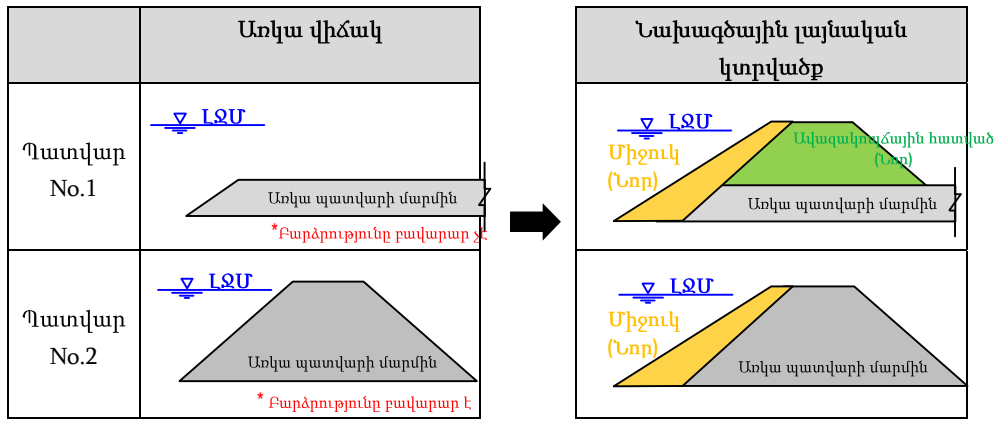 Առկա վիճակ
Նախագծային լայնական
կտրվածք
Պատվար
No.1
ԼՋՄ
Առկա պատվարի մարմին
*Բարձրությունը բավարար չէ
ԼՋՄ
Միջուկ
(Նոր)
Ավազակոպճային հատված
(Նոր)
Առկա պատվարի մարմին
Պատվար
No.2
ԼՋՄ
Առկա պատվարի մարմին
* Բարձրությունը բավարար է
ԼՋՄ
Միջուկ
(Նոր)
Առկա պատվարի մարմին